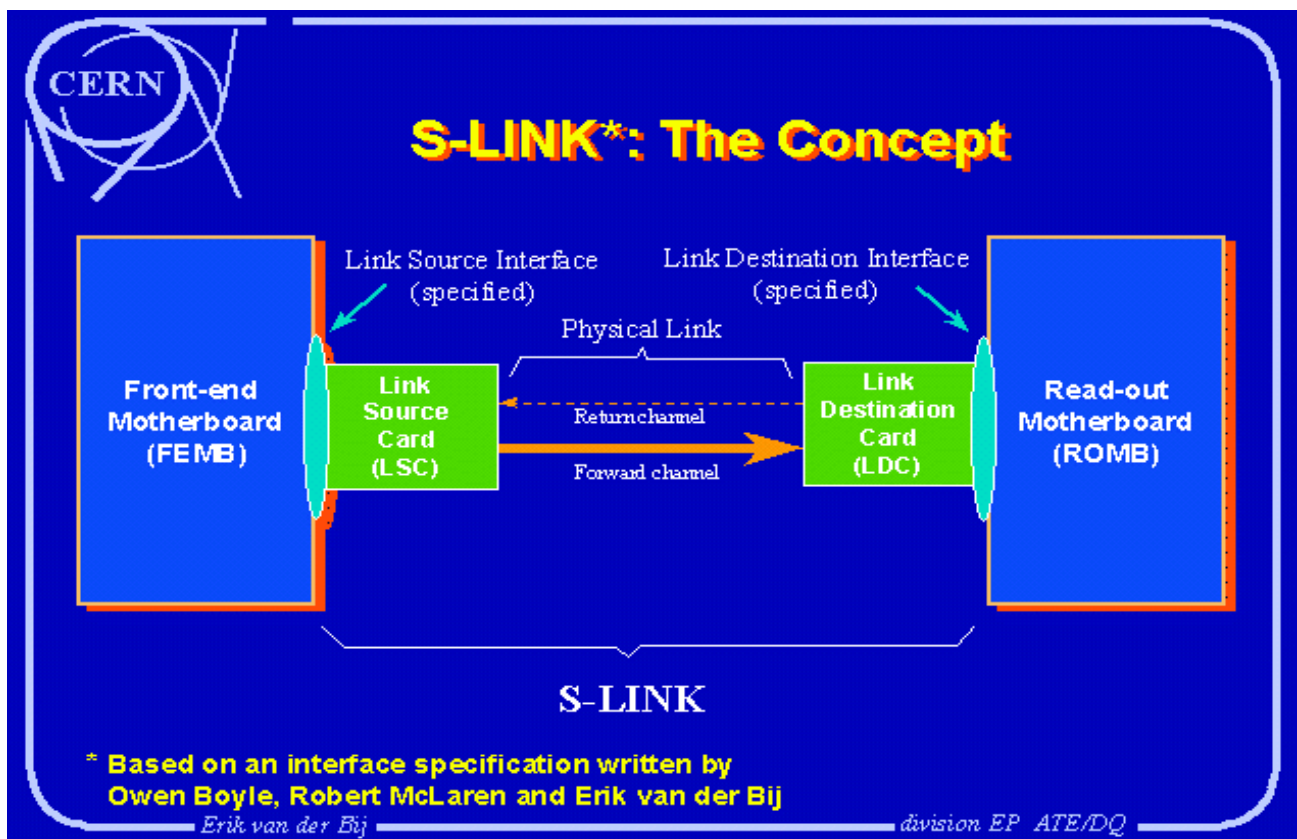 CERN
S-LINK*: The Concept
Link Source Interface
(specified)
Link Destination Interface
(specified)
Physical Link
Front-end
Motherboard
(FEMB)
Link
Source
Card
(LSC)
Return channel
Forward channel
Link
Destination
Card
(LDC)
Read-out
Motherboard
(ROMB)
S-LINK
* Based on an interface specification written by
Owen Boyle, Robert McLaren and Erik van der Bij
Erik van der Bij
division EP ATE/DQ